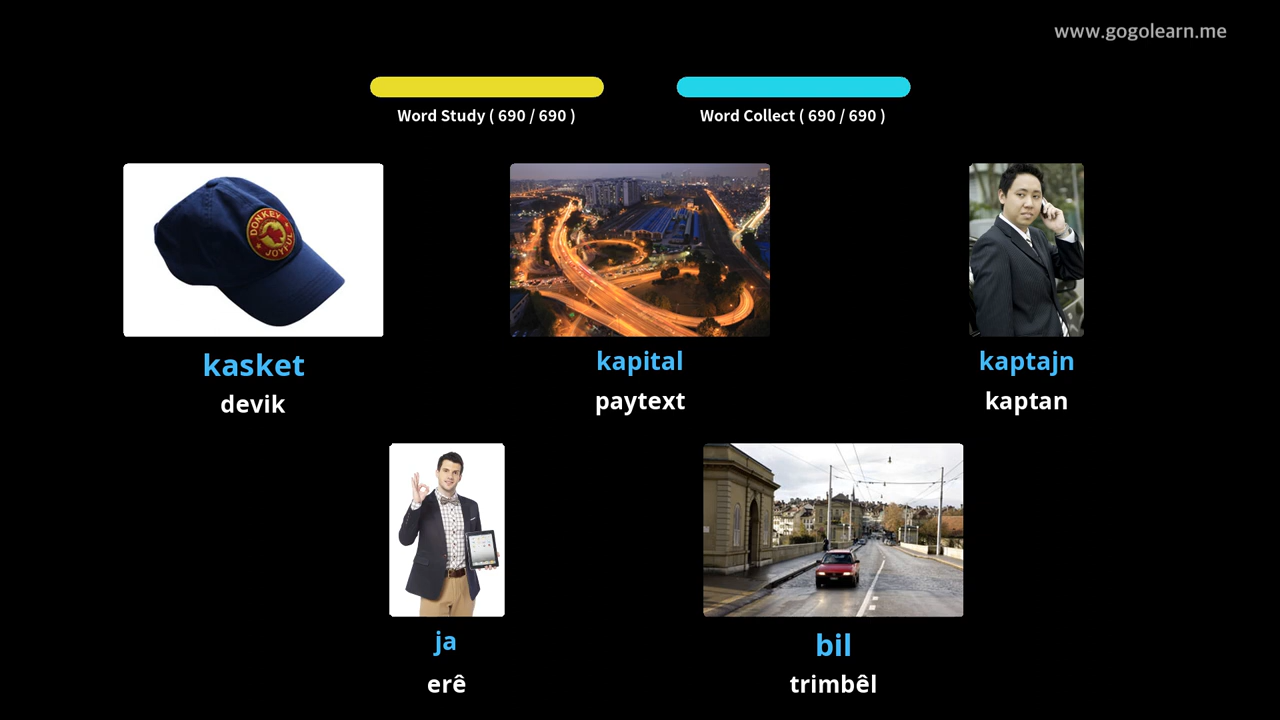 www.gogolearn.me
Word Study ( 690 / 690 )
Word Collect ( 690 / 690 )
DONKEY
JOYFUL
kasket
devik
kapital
paytext
kaptajn
kaptan
ja
erê
bil
trimbêl